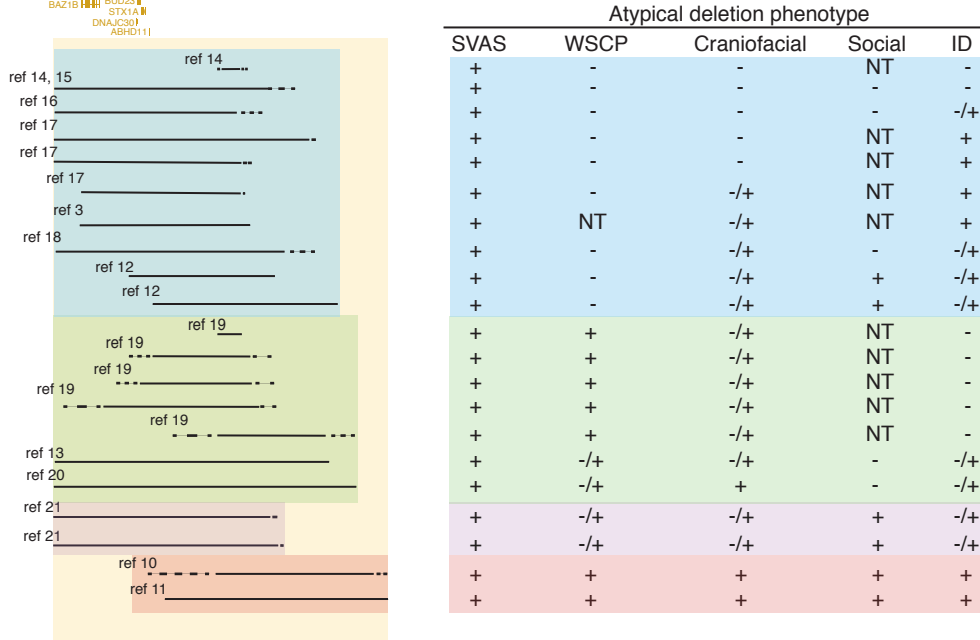 BAZ1B BUD23
STX1A
DNAJC30
ABHD11
Atypical deletion phenotype
SVAS WSCP Craniofacial Social ID
ref 14 + - - NT -
ref 14, 15 + - - - -
ref 16 + - - - -/+
ref 17 + - - NT +
ref 17 + - - NT +
ref 17 + - -/+ NT +
ref 3 + NT -/+ NT +
ref 18 + - -/+ - -/+
ref 12 + - -/+ + -/+
ref 12 + - -/+ + -/+
ref 19 + + -/+ NT -
ref 19 + + -/+ NT -
ref 19 + + -/+ NT -
ref 19 + + -/+ NT -
ref 19 + + -/+ NT -
ref 13 + -/+ -/+ - -/+
ref 20 + -/+ + - -/+
ref 21 + -/+ -/+ + -/+
ref 21 + -/+ -/+ + -/+
ref 10 + + + + +
ref 11 + + + + +